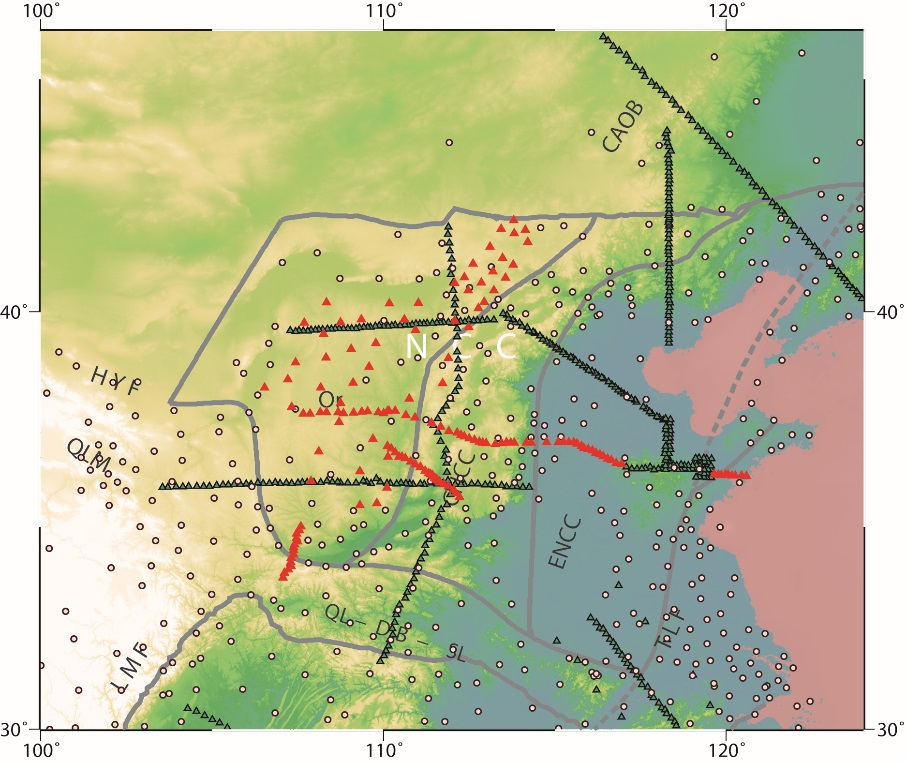 100° 110° 120°
CAOB
40° 40°
N C C
HYF
Or
QLM
CCC
ENCC
QL – DB – SL
TLF
LMF
30° 30°
100° 110° 120°